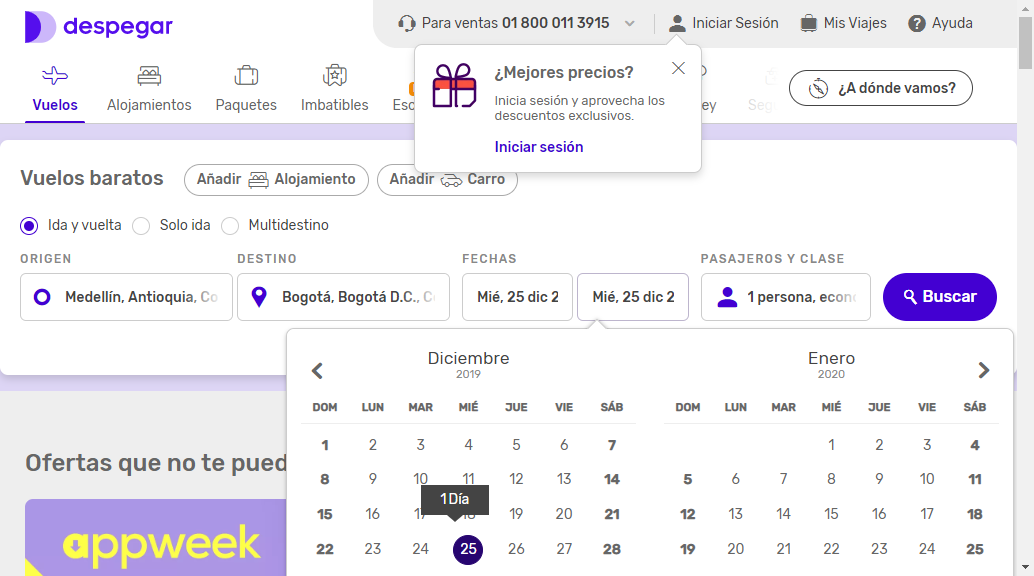 despegar
Para ventas 01 800 011 3915
Iniciar Sesión
Mis Viajes
Ayuda
Vuelos
Alojamientos
Paquetes
Imbatibles
¿A dónde vamos?
¿Mejores precios?
Inicia sesión y aprovecha los
descuentos exclusivos.
Iniciar sesión
Vuelos baratos
Añadir Alojamiento
Añadir Carro
Ida y vuelta
Solo ida
Multidestino
ORIGEN
DESTINO
FECHAS
PASAJEROS Y CLASE
Medellín, Antioquia, Co
Bogotá, Bogotá D.C., C
Mié, 25 dic 2
Mié, 25 dic 2
1 persona, econ
Buscar
Diciembre
2019
Enero
2020
DOM LUN MAR MIÉ JUE VIE SÁB
DOM LUN MAR MIÉ JUE VIE SÁB
1 2 3 4 5 6 7
1 2 3 4
8 9 10 11 12 13 14
5 6 7 8 9 10 11
1 Día
15 16 17 18 19 20 21
12 13 14 15 16 17 18
22 23 24 25 26 27 28
19 20 21 22 23 24 25
Ofertas que no te pued
appweek